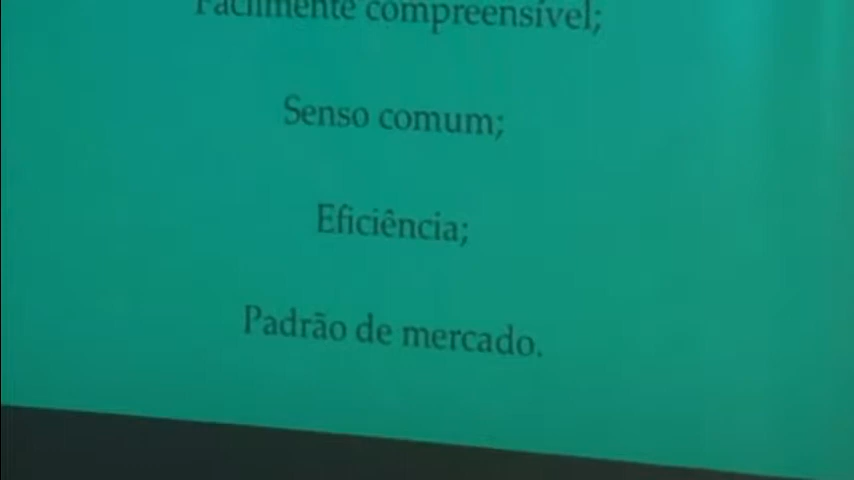 Facilmente compreensível;
Senso comum;
Eficiência;
Padrão de mercado.